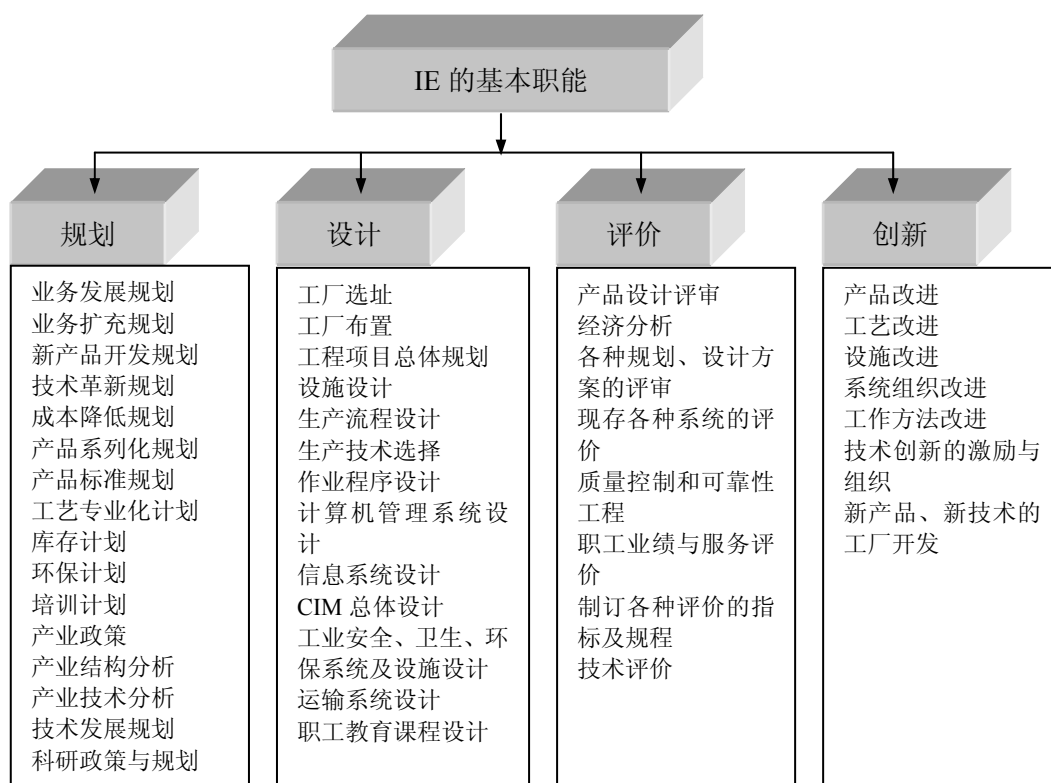 IE 的基本职能
规划
业务发展规划
业务扩充规划
新产品开发规划
技术革新规划
成本降低规划
产品系列化规划
产品标准规划
工艺专业化计划
库存计划
环保计划
培训计划
产业政策
产业结构分析
产业技术分析
技术发展规划
科研政策与规划
设计
工厂选址
工厂布置
工程项目总体规划
设施设计
生产流程设计
生产技术选择
作业程序设计
计算机管理系统设
计
信息系统设计
CIM 总体设计
工业安全、卫生、环
保系统及设施设计
运输系统设计
职工教育课程设计
评价
产品设计评审
经济分析
各种规划、设计方
案的评审
现存各种系统的评
价
质量控制和可靠性
工程
职工业绩与服务评
价
制订各种评价的指
标及规程
技术评价
创新
产品改进
工艺改进
设施改进
系统组织改进
工作方法改进
技术创新的激励与
组织
新产品、新技术的
工厂开发